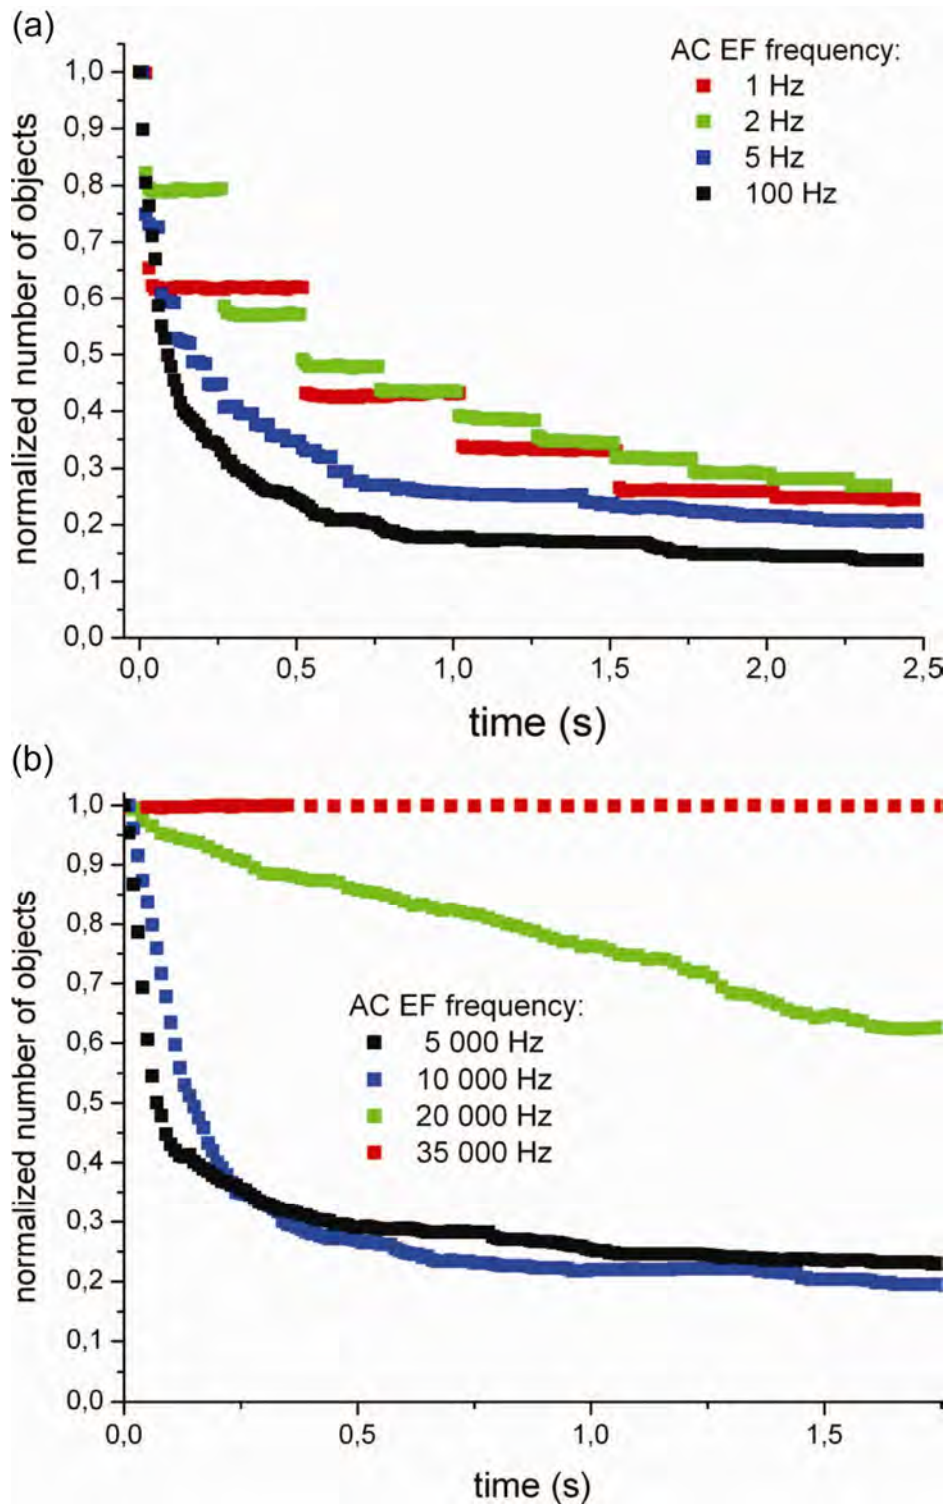 (a)
AC EF frequency:
1 Hz
2 Hz
5 Hz
100 Hz
normalized number of objects
1,0
0,9
0,8
0,7
0,6
0,5
0,4
0,3
0,2
0,1
0,0
0,0 0,5 1,0 1,5 2,0 2,5
time (s)
(b)
AC EF frequency:
5 000 Hz
10 000 Hz
20 000 Hz
35 000 Hz
normalized number of objects
1,0
0,9
0,8
0,7
0,6
0,5
0,4
0,3
0,2
0,1
0,0
0,0 0,5 1,0 1,5
time (s)